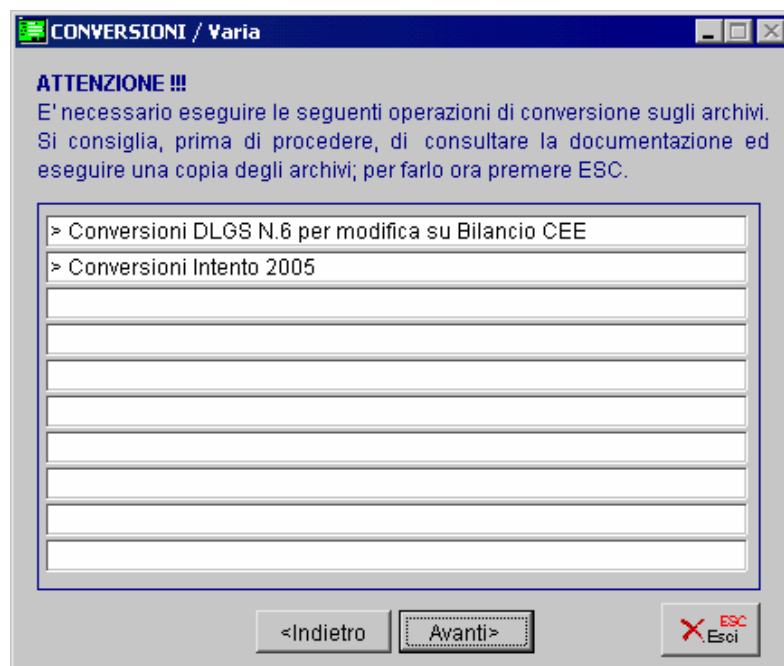 CONVERSIONI / Varia
ATTENZIONE !!!
E' necessario eseguire le seguenti operazioni di conversione sugli archivi.
Si consiglia, prima di procedere, di consultare la documentazione ed
eseguire una copia degli archivi; per farlo ora premere ESC.
> Conversioni DLGS N.6 per modifica su Bilancio CEE
> Conversioni Intento 2005
<Indietro
Avanti>
ESC
Esci